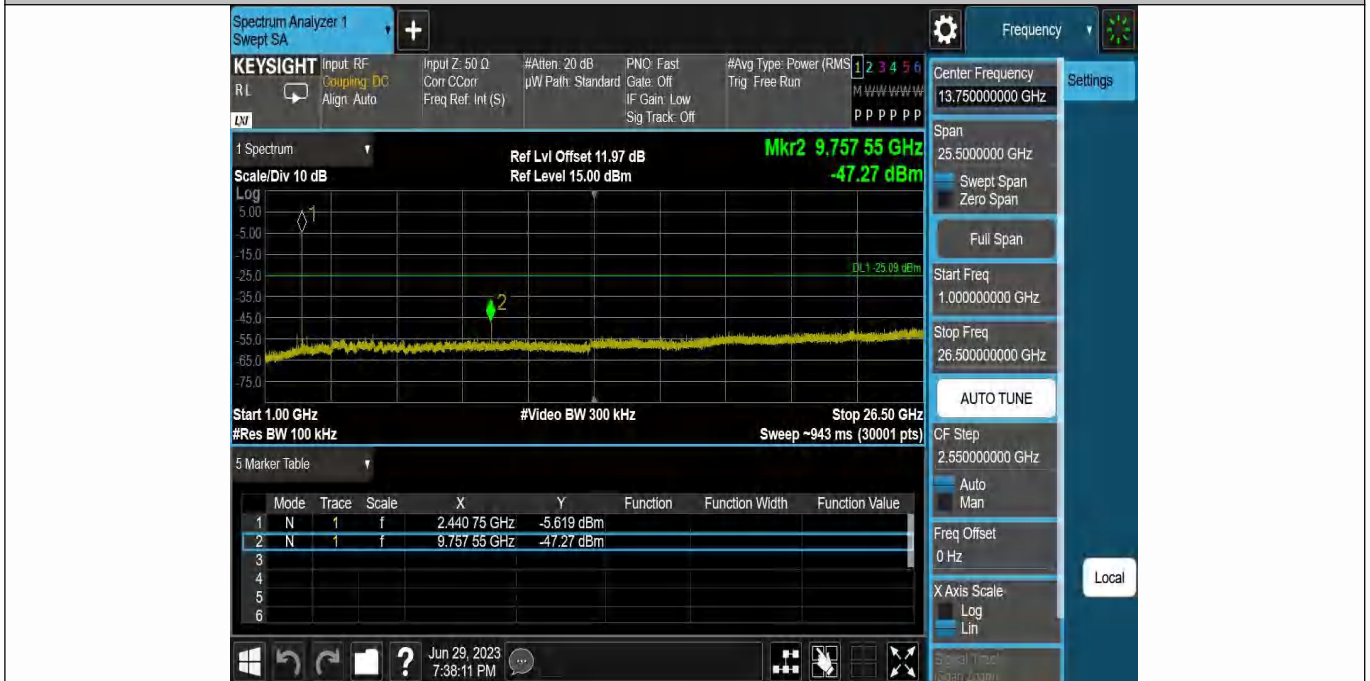 Spectrum Analyzer 1
Swept SA
+
Frequency
KEYSIGHT
RL
LXI
Input: RF
Coupling: DC
Align: Auto
Input Z: 50 Ω
Corr CCorr
Freq Ref: Int (S)
#Atten: 20 dB
µW Path: Standard
PNO: Fast
Gate: Off
IF Gain: Low
Sig Track: Off
#Avg Type: Power (RMS
Trig: Free Run
1 2 3 4 5 6
M W W W W W
P P P P P P
1 Spectrum
Scale/Div 10 dB
Ref Lvl Offset 11.97 dB
Ref Level 15.00 dBm
Mkr2 9.757 55 GHz
-47.27 dBm
Log
5.00
-5.00
-15.0
-25.0
-35.0
-45.0
-55.0
-65.0
-75.0
1
2
DL1 -25.09 dBm
Start 1.00 GHz
#Res BW 100 kHz
#Video BW 300 kHz
Stop 26.50 GHz
Sweep ~943 ms (30001 pts)
5 Marker Table
Mode Trace Scale X Y Function Function Width Function Value
1 N 1 f 2.440 75 GHz -5.619 dBm
2 N 1 f 9.757 55 GHz -47.27 dBm
3
4
5
6
Jun 29, 2023
7:38:11 PM
Center Frequency
13.750000000 GHz
Settings
Span
25.5000000 GHz
Swept Span
Zero Span
Full Span
Start Freq
1.000000000 GHz
Stop Freq
26.500000000 GHz
AUTO TUNE
CF Step
2.550000000 GHz
Auto
Man
Freq Offset
0 Hz
X Axis Scale
Log
Lin
Local
Signal Track
(Span Zoom)